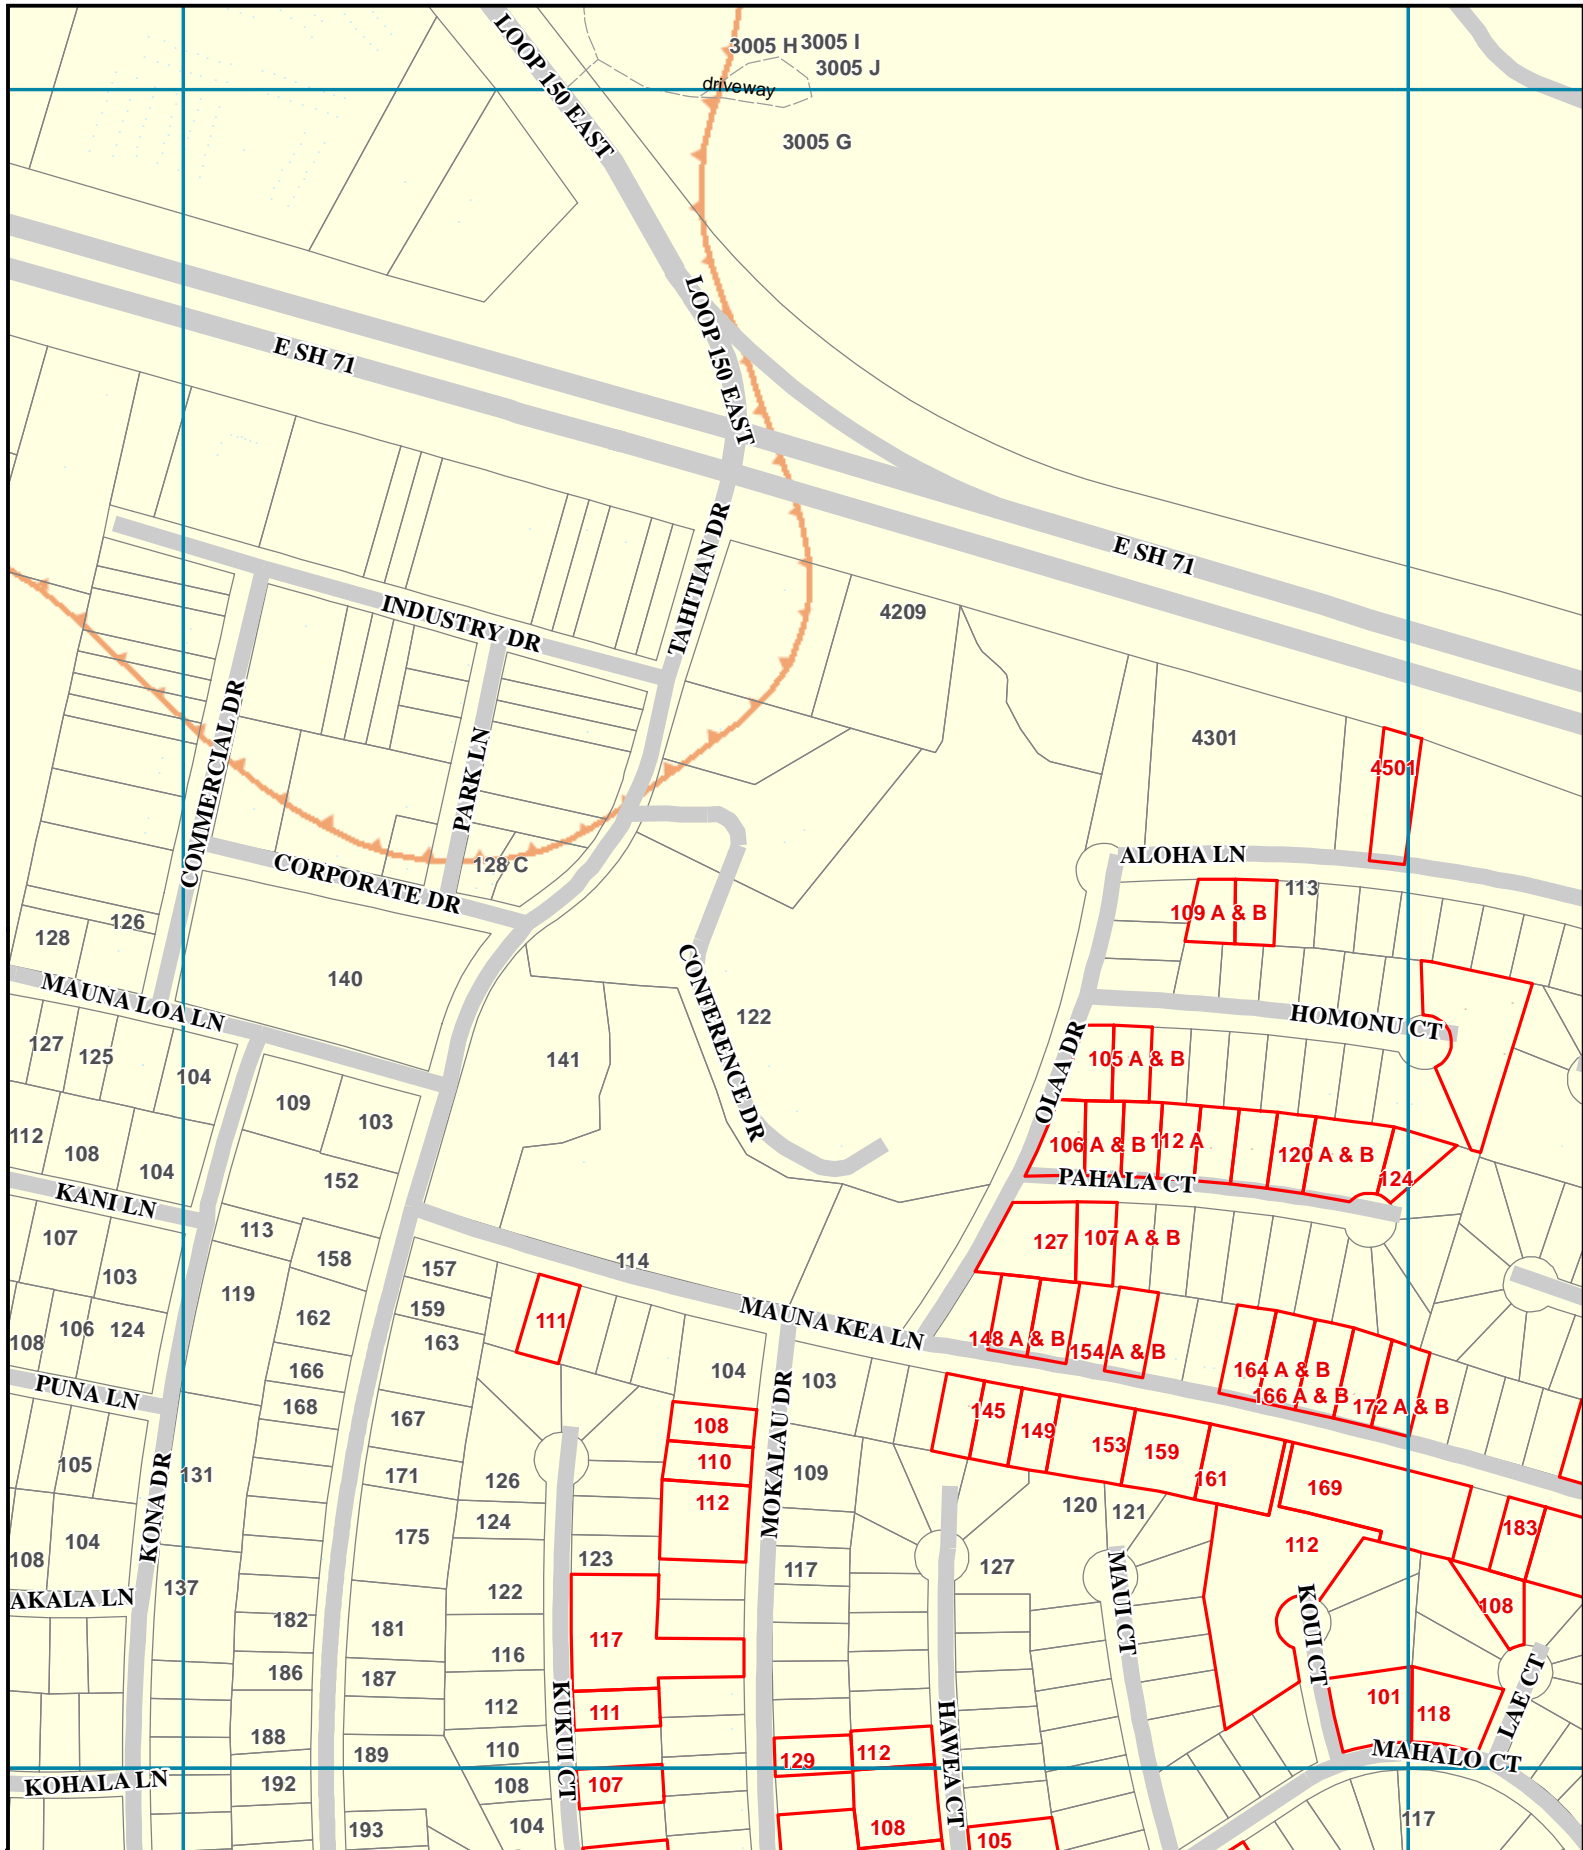 LOOP 150 EAST
3005 H
3005 I
3005 J
driveway
3005 G
E SH 71
LOOP 150 EAST
E SH 71
TAHITIAN DR
INDUSTRY DR
4209
COMMERCIAL DR
PARK LN
4301
4501
128 C
CORPORATE DR
ALOHA LN
113
109 A & B
126
128
140
MAUNA LOA LN
CONFERENCE DR
122
HOMONU CT
127
125
104
141
OLAA DR
105 A & B
109
103
112
108
104
106 A & B
112 A
120 A & B
124
152
PAHALA CT
KANI LN
107
103
113
158
157
114
127
107 A & B
119
162
159
163
111
MAUNA KEA LN
148 A & B
154 A & B
108
106
124
166
168
104
103
164 A & B
166 A & B
172 A & B
PUNA LN
167
108
110
112
MOKALAU DR
145
149
153
159
161
169
183
105
131
KONA DR
171
126
109
120
121
104
108
175
124
123
117
127
112
AKALA LN
137
122
MAUI CT
KOUI CT
108
182
181
117
116
186
187
111
112
KUKUI CT
HAWEA CT
101
118
LAE CT
188
189
110
129
112
MAHALO CT
KOHALA LN
192
108
107
193
104
108
105
117